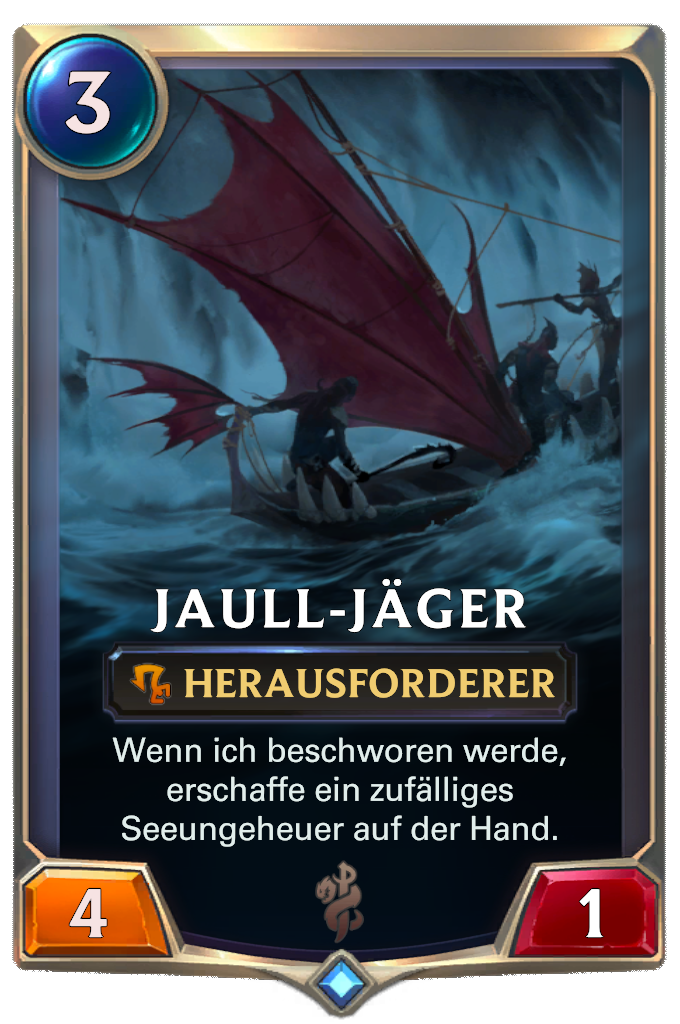 3
JAULL-JÄGER
HERAUSFORDERER
Wenn ich beschworen werde,
erschaffe ein zufälliges
Seeungeheuer auf der Hand.
4
1